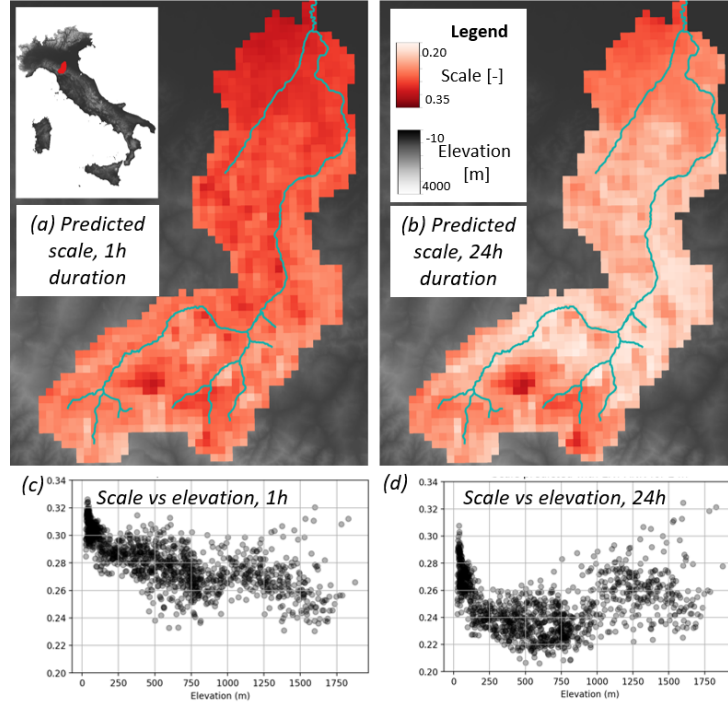 Legend
0.20
Scale [-]
0.35
-10
Elevation
[m]
4000
(a) Predicted
scale, 1h
duration
(b) Predicted
scale, 24h
duration
(c)
Scale vs elevation, 1h
0.34
0.32
0.30
0.28
0.26
0.24
0.22
0.20
0 250 500 750 1000 1250 1500 1750
Elevation (m)
(d)
Scale vs elevation, 24h
0.34
0.32
0.30
0.28
0.26
0.24
0.22
0.20
0 250 500 750 1000 1250 1500 1750
Elevation (m)